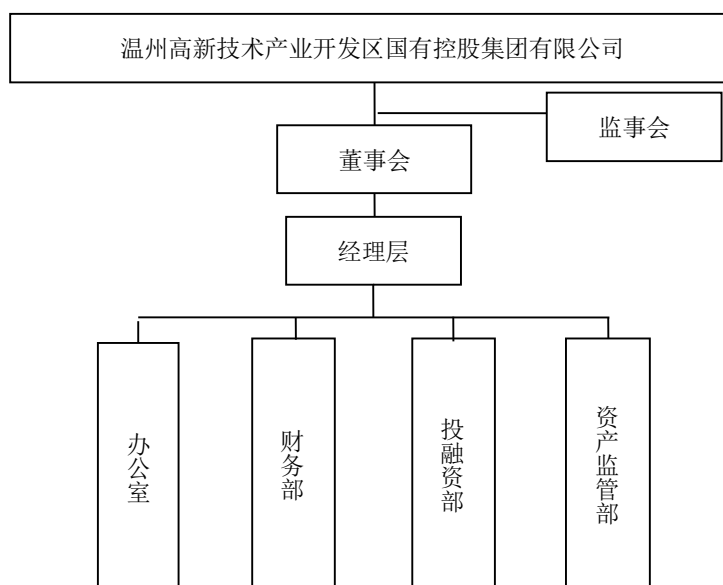 温州高新技术产业开发区国有控股集团有限公司
监事会
董事会
经理层
办公室
财务部
投融资部
资产监管部